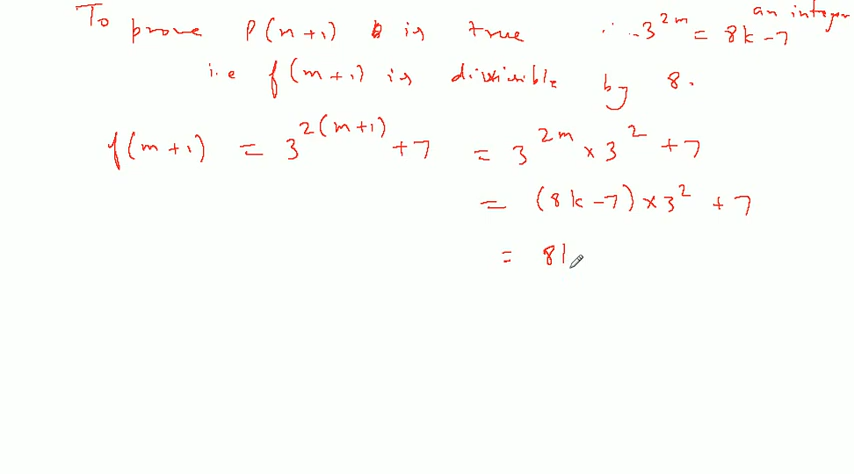 To prove P(m+1) is true ∴ 3^{2m} = 8k-7 an integer
i.e f(m+1) is divisible by 8.
f(m+1) = 3^{2(m+1)} + 7 = 3^{2m} × 3^2 + 7
= (8k-7) × 3^2 + 7
= 8